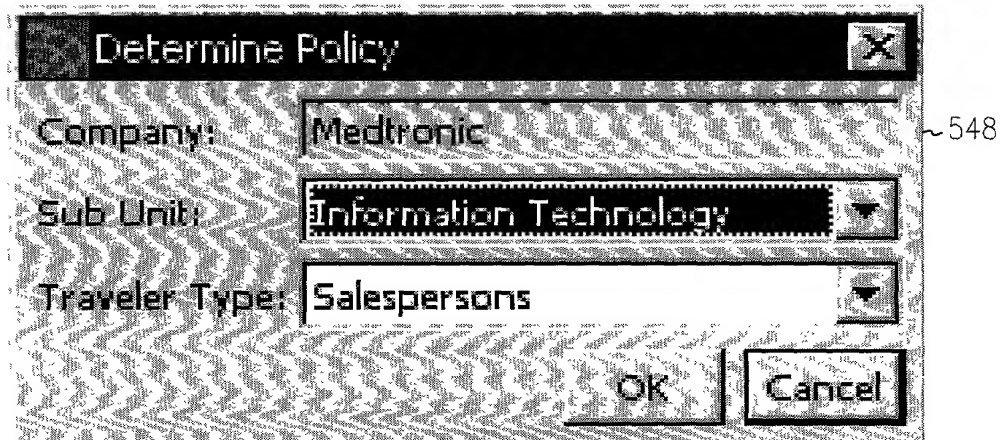 Determine Policy
Company: Medtronic
548
Sub Unit: Information Technology
Traveler Type: Salespersons
OK Cancel